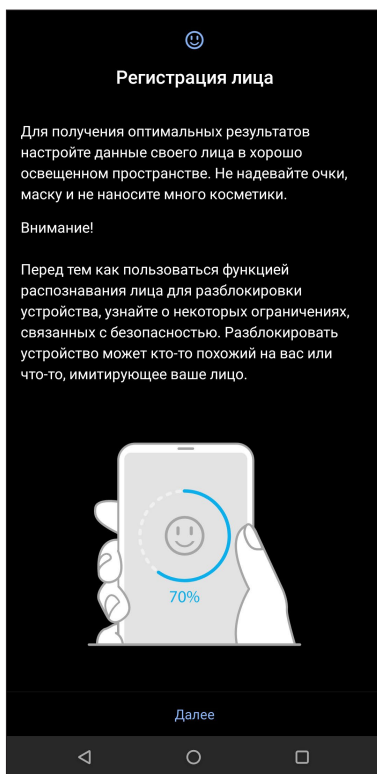 Регистрация лица
Для получения оптимальных результатов
настройте данные своего лица в хорошо
освещенном пространстве. Не надевайте очки,
маску и не наносите много косметики.
Внимание!
Перед тем как пользоваться функцией
распознавания лица для разблокировки
устройства, узнайте о некоторых ограничениях,
связанных с безопасностью. Разблокировать
устройство может кто-то похожий на вас или
что-то, имитирующее ваше лицо.
70%
Далее